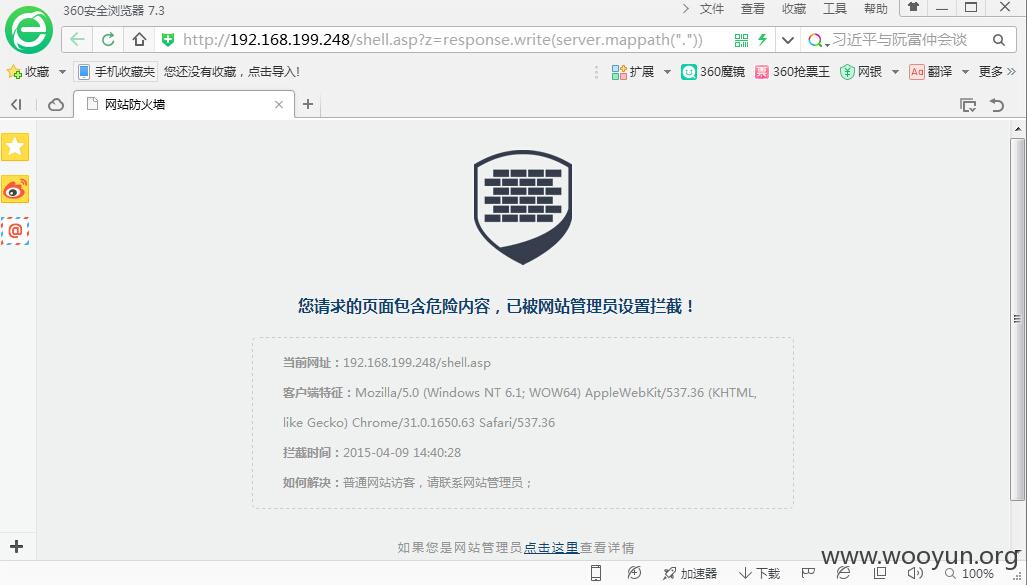 360安全浏览器 7.3
文件 查看 收藏 工具 帮助
http://192.168.199.248/shell.asp?z=response.write(server.mappath("."))
习近平与阮富仲会谈
收藏 手机收藏夹 您还没有收藏，点击导入!
扩展 360魔镜 360抢票王 网银 翻译 更多
网站防火墙
您请求的页面包含危险内容，已被网站管理员设置拦截！
当前网址：192.168.199.248/shell.asp
客户端特征：Mozilla/5.0 (Windows NT 6.1; WOW64) AppleWebKit/537.36 (KHTML,
like Gecko) Chrome/31.0.1650.63 Safari/537.36
拦截时间：2015-04-09 14:40:28
如何解决：普通网站访客，请联系网站管理员；
如果您是网站管理员点击这里查看详情
www.wooyun.org
加速器 下载 100%